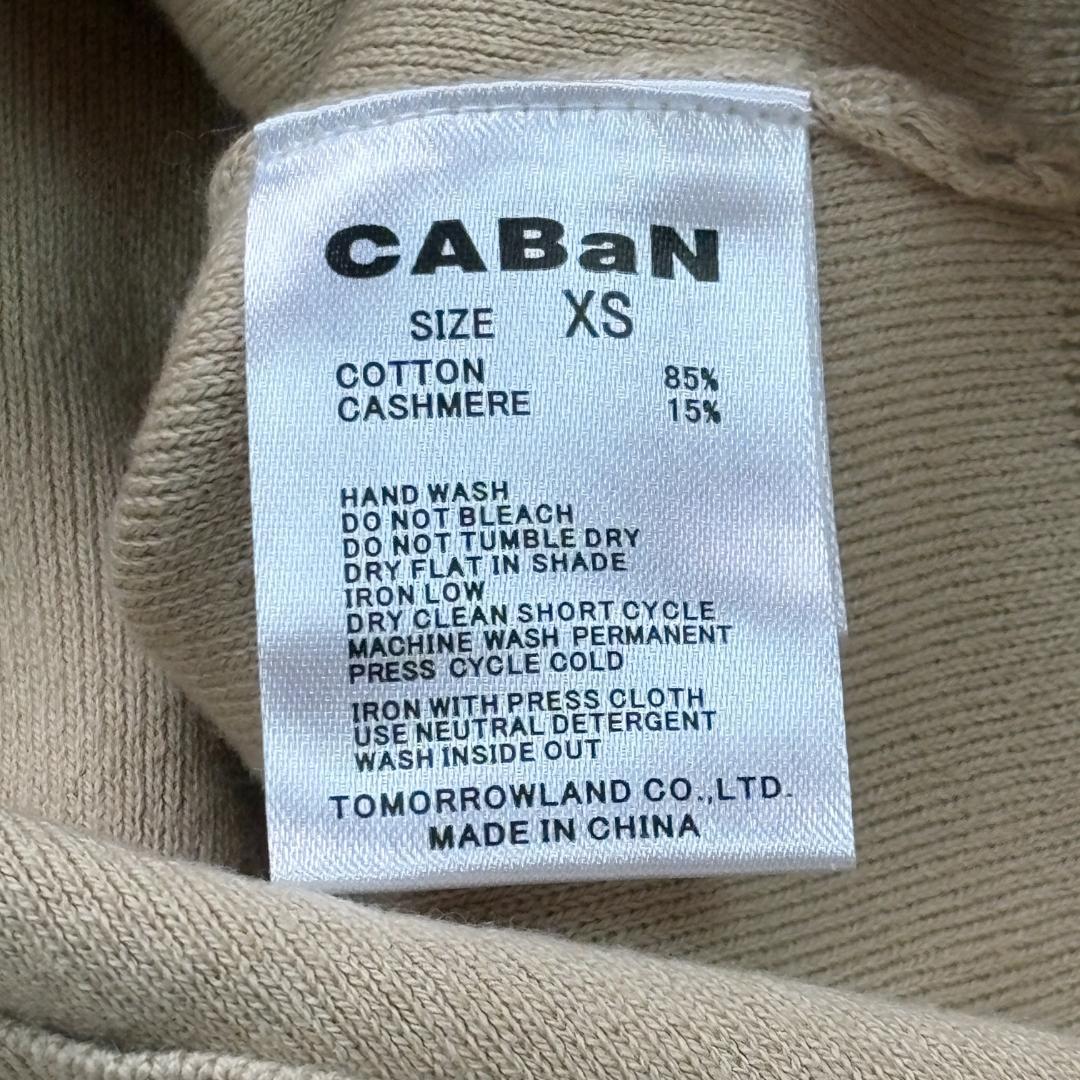 CABaN
SIZE XS
COTTON 85%
CASHMERE 15%
HAND WASH
DO NOT BLEACH
DO NOT TUMBLE DRY
DRY FLAT IN SHADE
IRON LOW
DRY CLEAN SHORT CYCLE
MACHINE WASH PERMANENT
PRESS CYCLE COLD
IRON WITH PRESS CLOTH
USE NEUTRAL DETERGENT
WASH INSIDE OUT
TOMORROWLAND CO.,LTD.
MADE IN CHINA